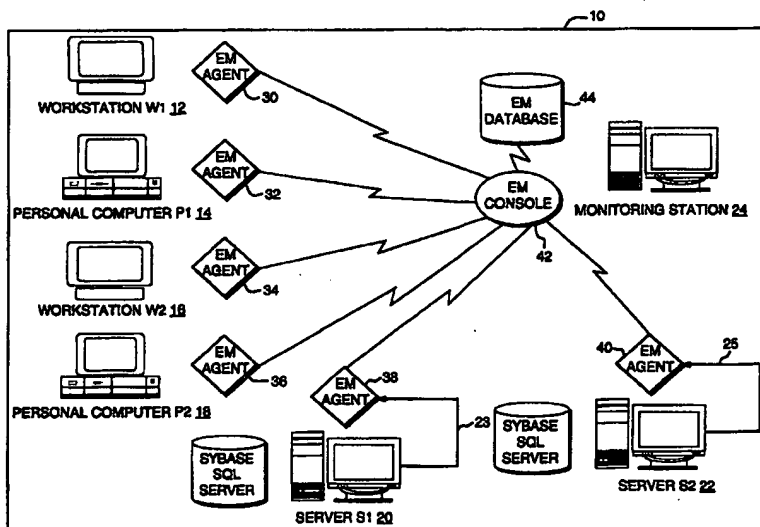 10
EM
AGENT
30
WORKSTATION W1 12
EM
DATABASE
44
EM
AGENT
32
PERSONAL COMPUTER P1 14
EM
CONSOLE
42
MONITORING STATION 24
EM
AGENT
34
WORKSTATION W2 16
EM
AGENT
36
PERSONAL COMPUTER P2 18
EM
AGENT
38
40
EM
AGENT
25
23
SYBASE
SQL
SERVER
SERVER S1 20
SYBASE
SQL
SERVER
SERVER S2 22